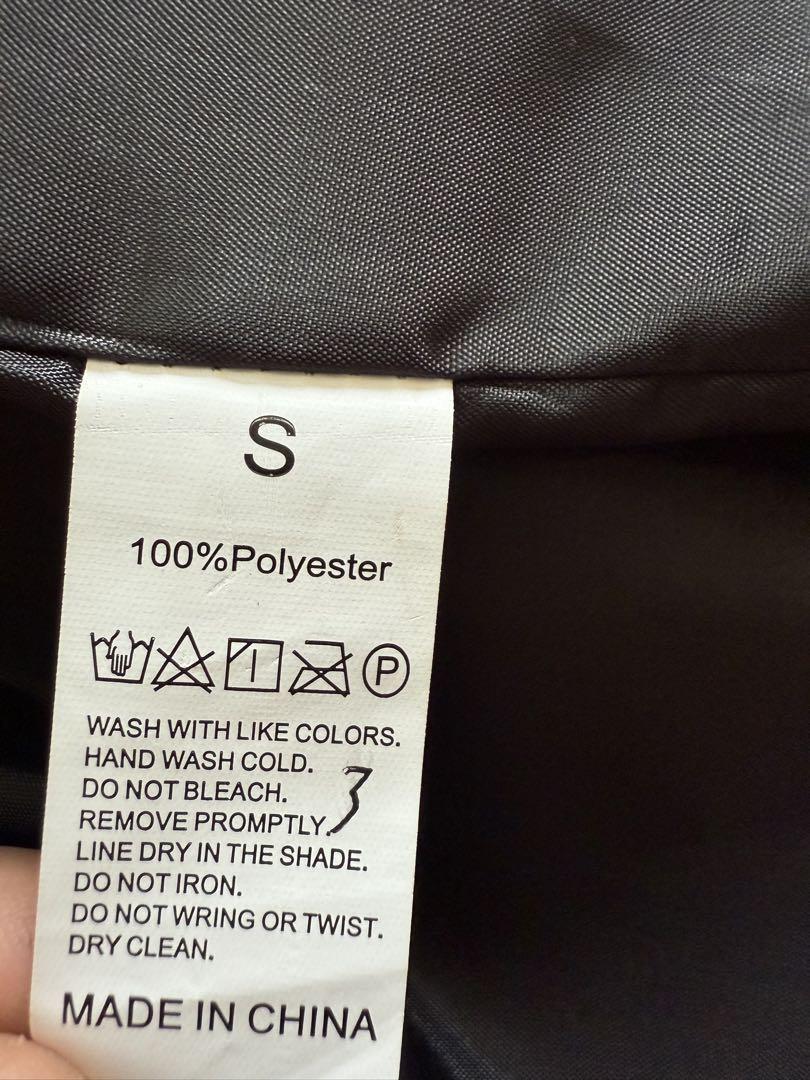 S
100%Polyester
P
WASH WITH LIKE COLORS.
HAND WASH COLD.
DO NOT BLEACH.
3
REMOVE PROMPTLY.
LINE DRY IN THE SHADE.
DO NOT IRON.
DO NOT WRING OR TWIST.
DRY CLEAN.
MADE IN CHINA